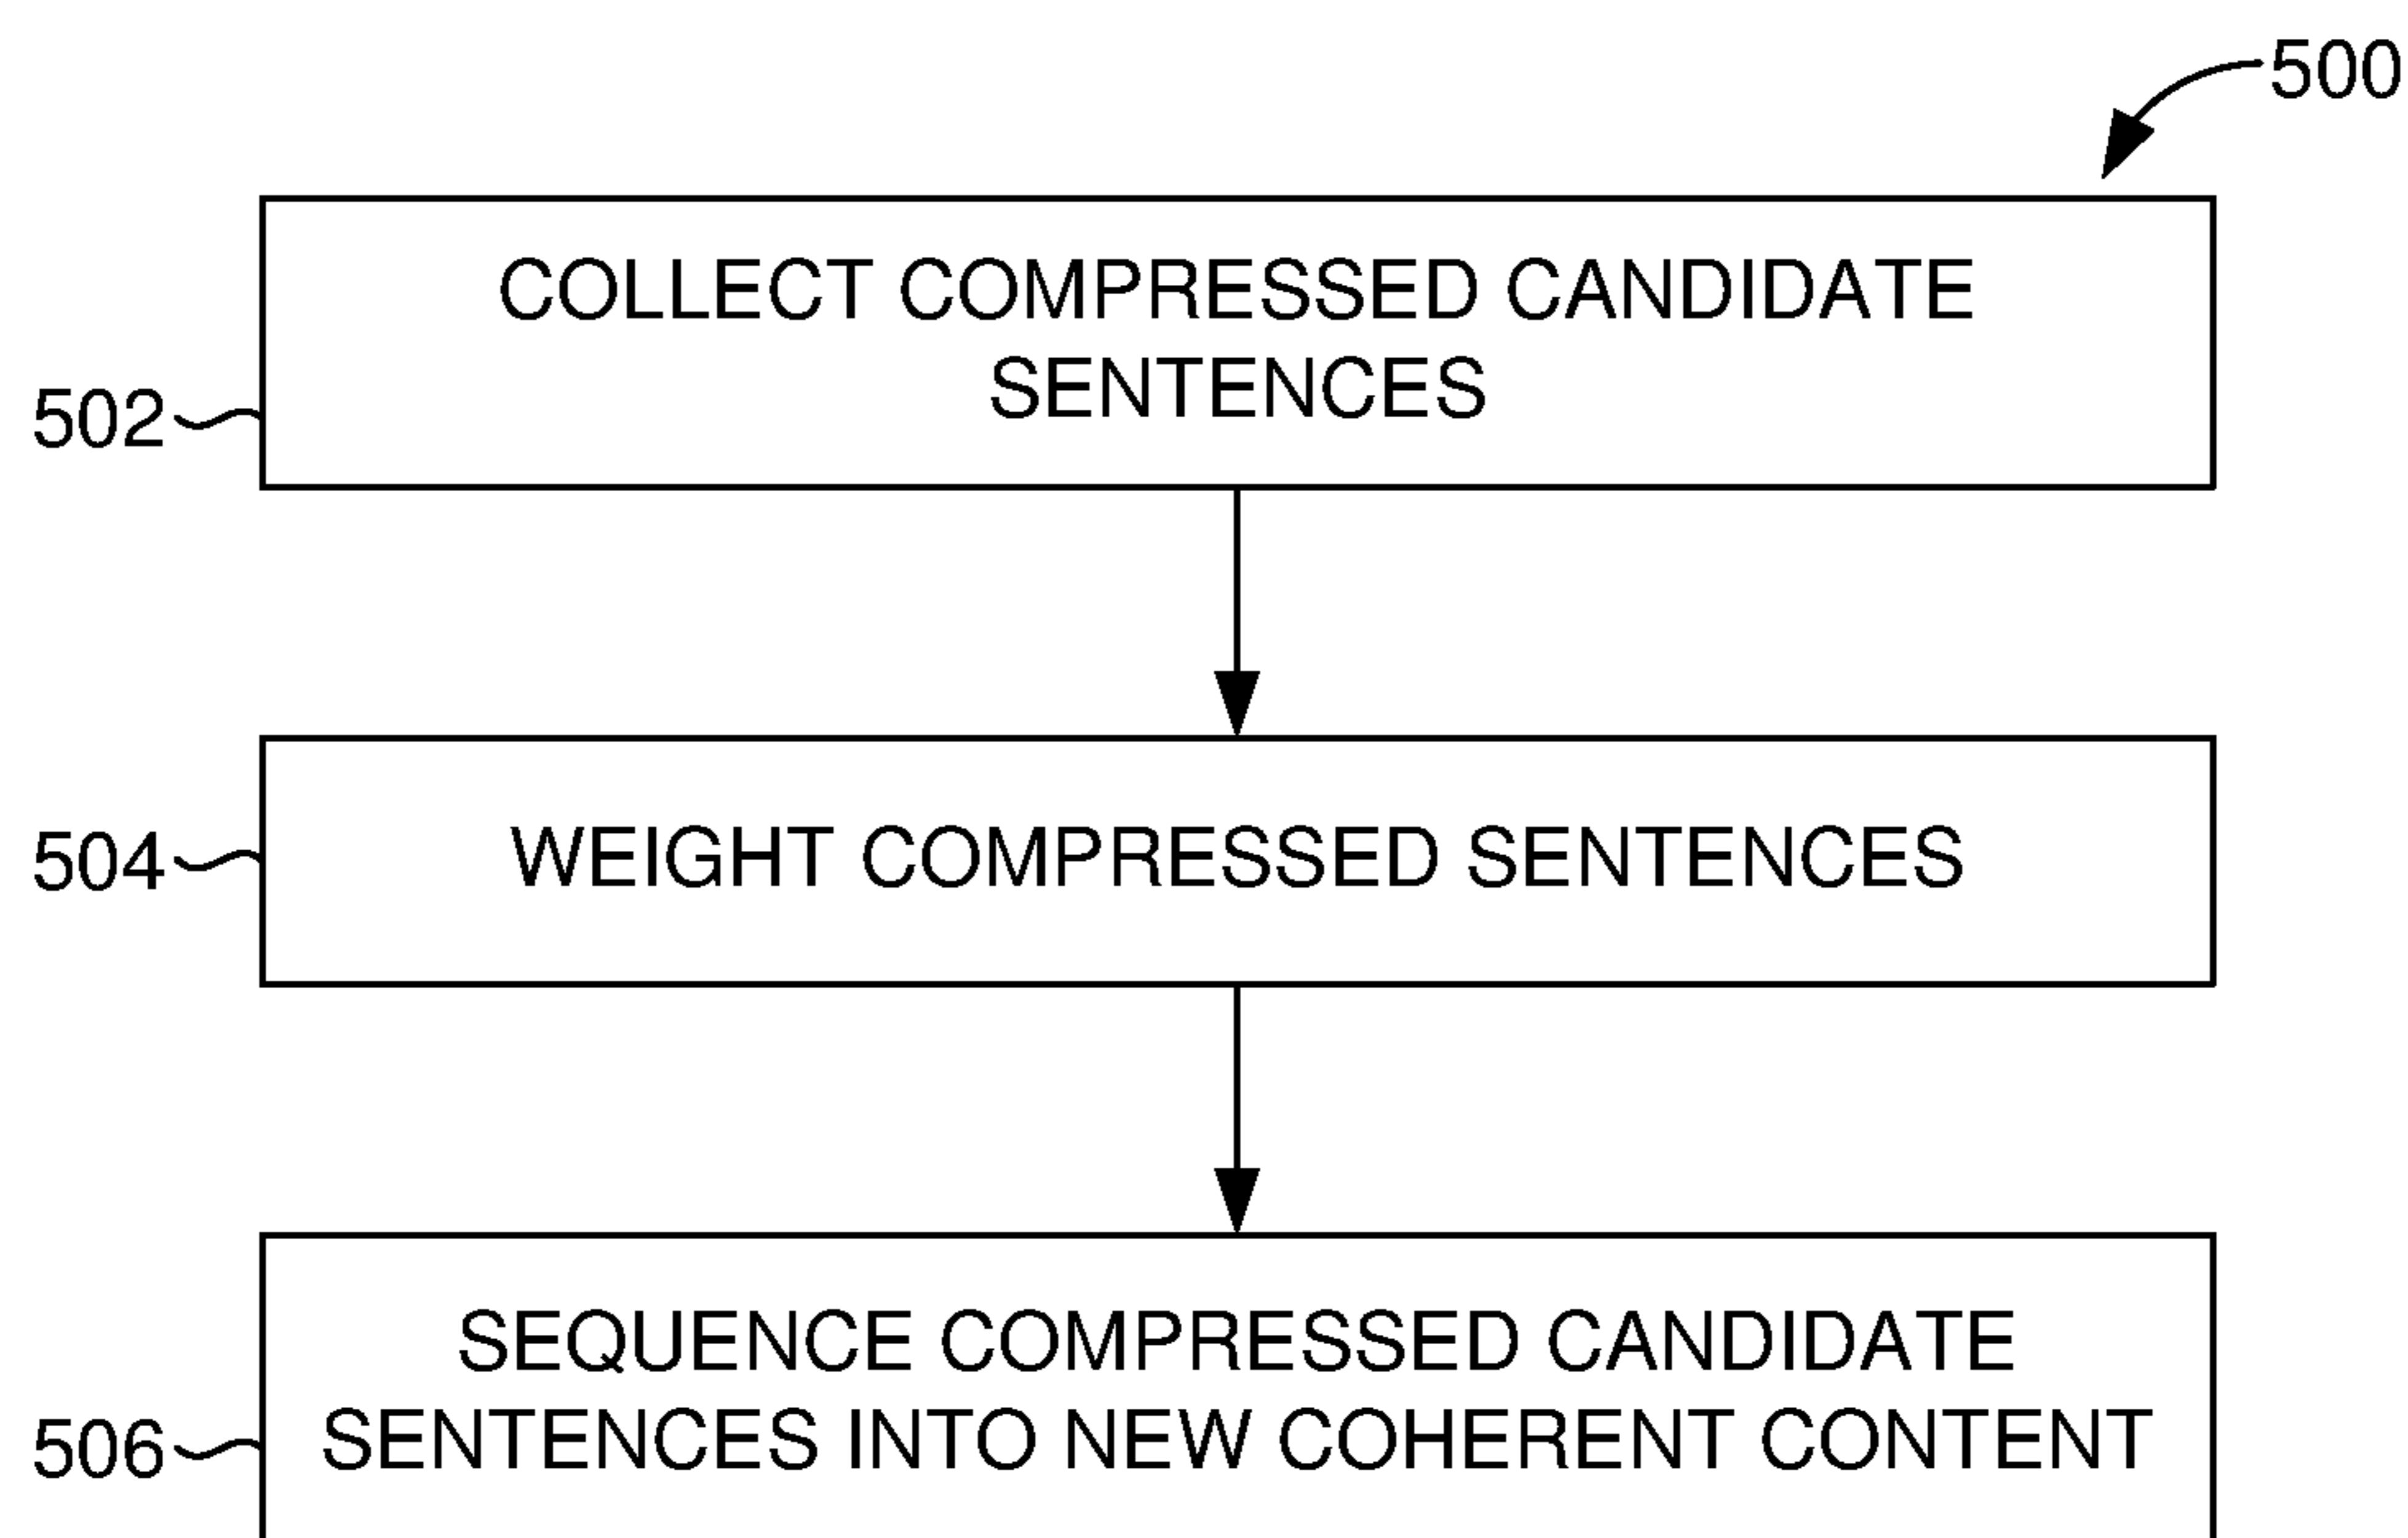 500
COLLECT COMPRESSED CANDIDATE
SENTENCES
502
WEIGHT COMPRESSED SENTENCES
504
SEQUENCE COMPRESSED CANDIDATE
SENTENCES INTO NEW COHERENT CONTENT
506